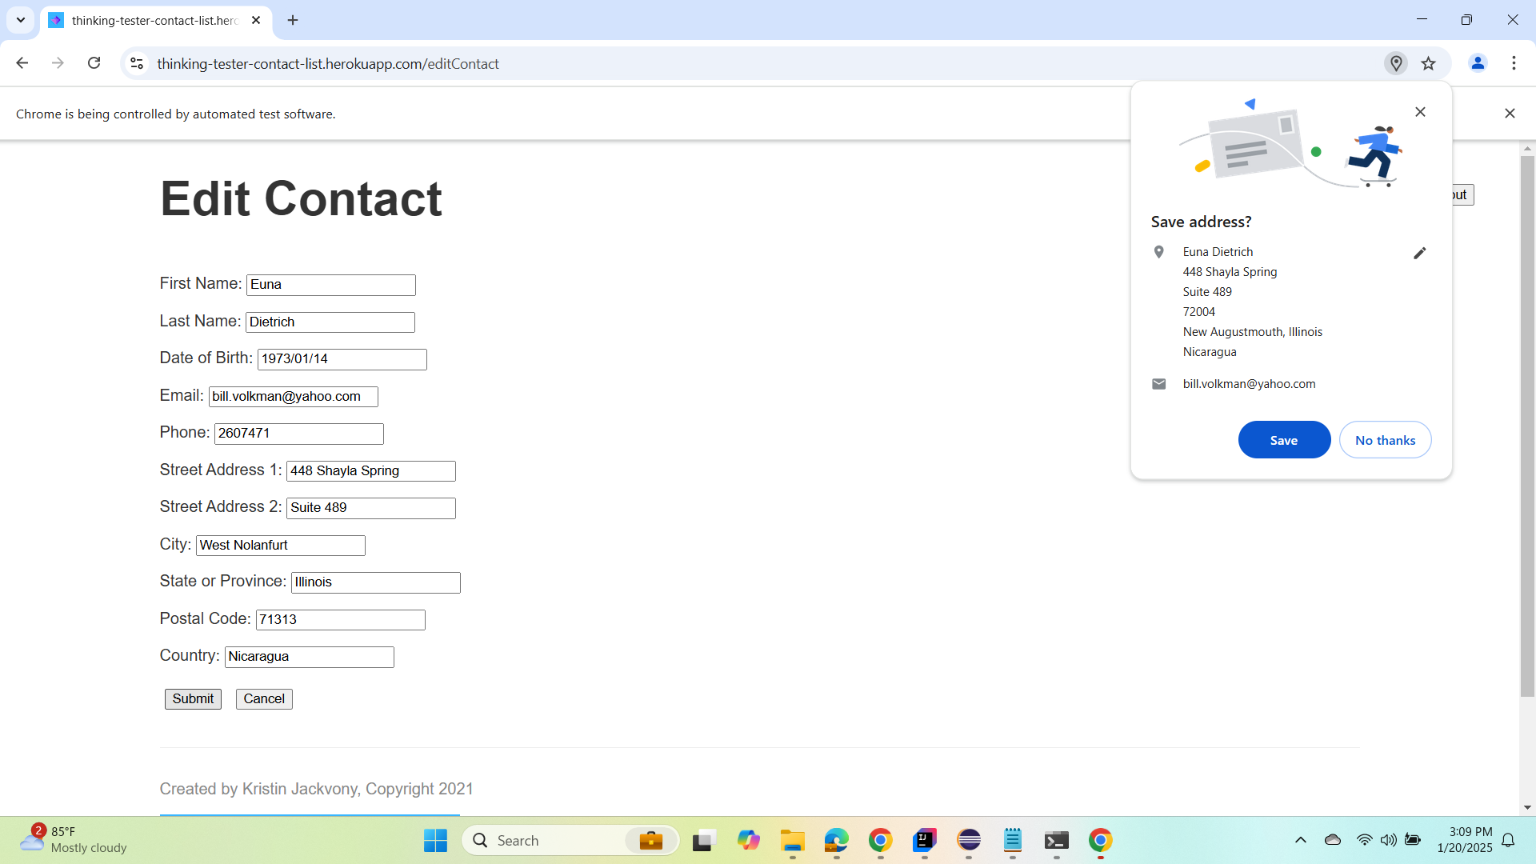 thinking-tester-contact-list.herc
thinking-tester-contact-list.herokuapp.com/editContact
Chrome is being controlled by automated test software.
Edit Contact
out
First Name: Euna
Last Name: Dietrich
Date of Birth: 1973/01/14
Email: bill.volkman@yahoo.com
Phone: 2607471
Street Address 1: 448 Shayla Spring
Street Address 2: Suite 489
City: West Nolanfurt
State or Province: Illinois
Postal Code: 71313
Country: Nicaragua
Submit Cancel
Created by Kristin Jackvony, Copyright 2021
Save address?
Euna Dietrich
448 Shayla Spring
Suite 489
72004
New Augustmouth, Illinois
Nicaragua
bill.volkman@yahoo.com
Save No thanks
2
85°F
Mostly cloudy
Search
3:09 PM
1/20/2025